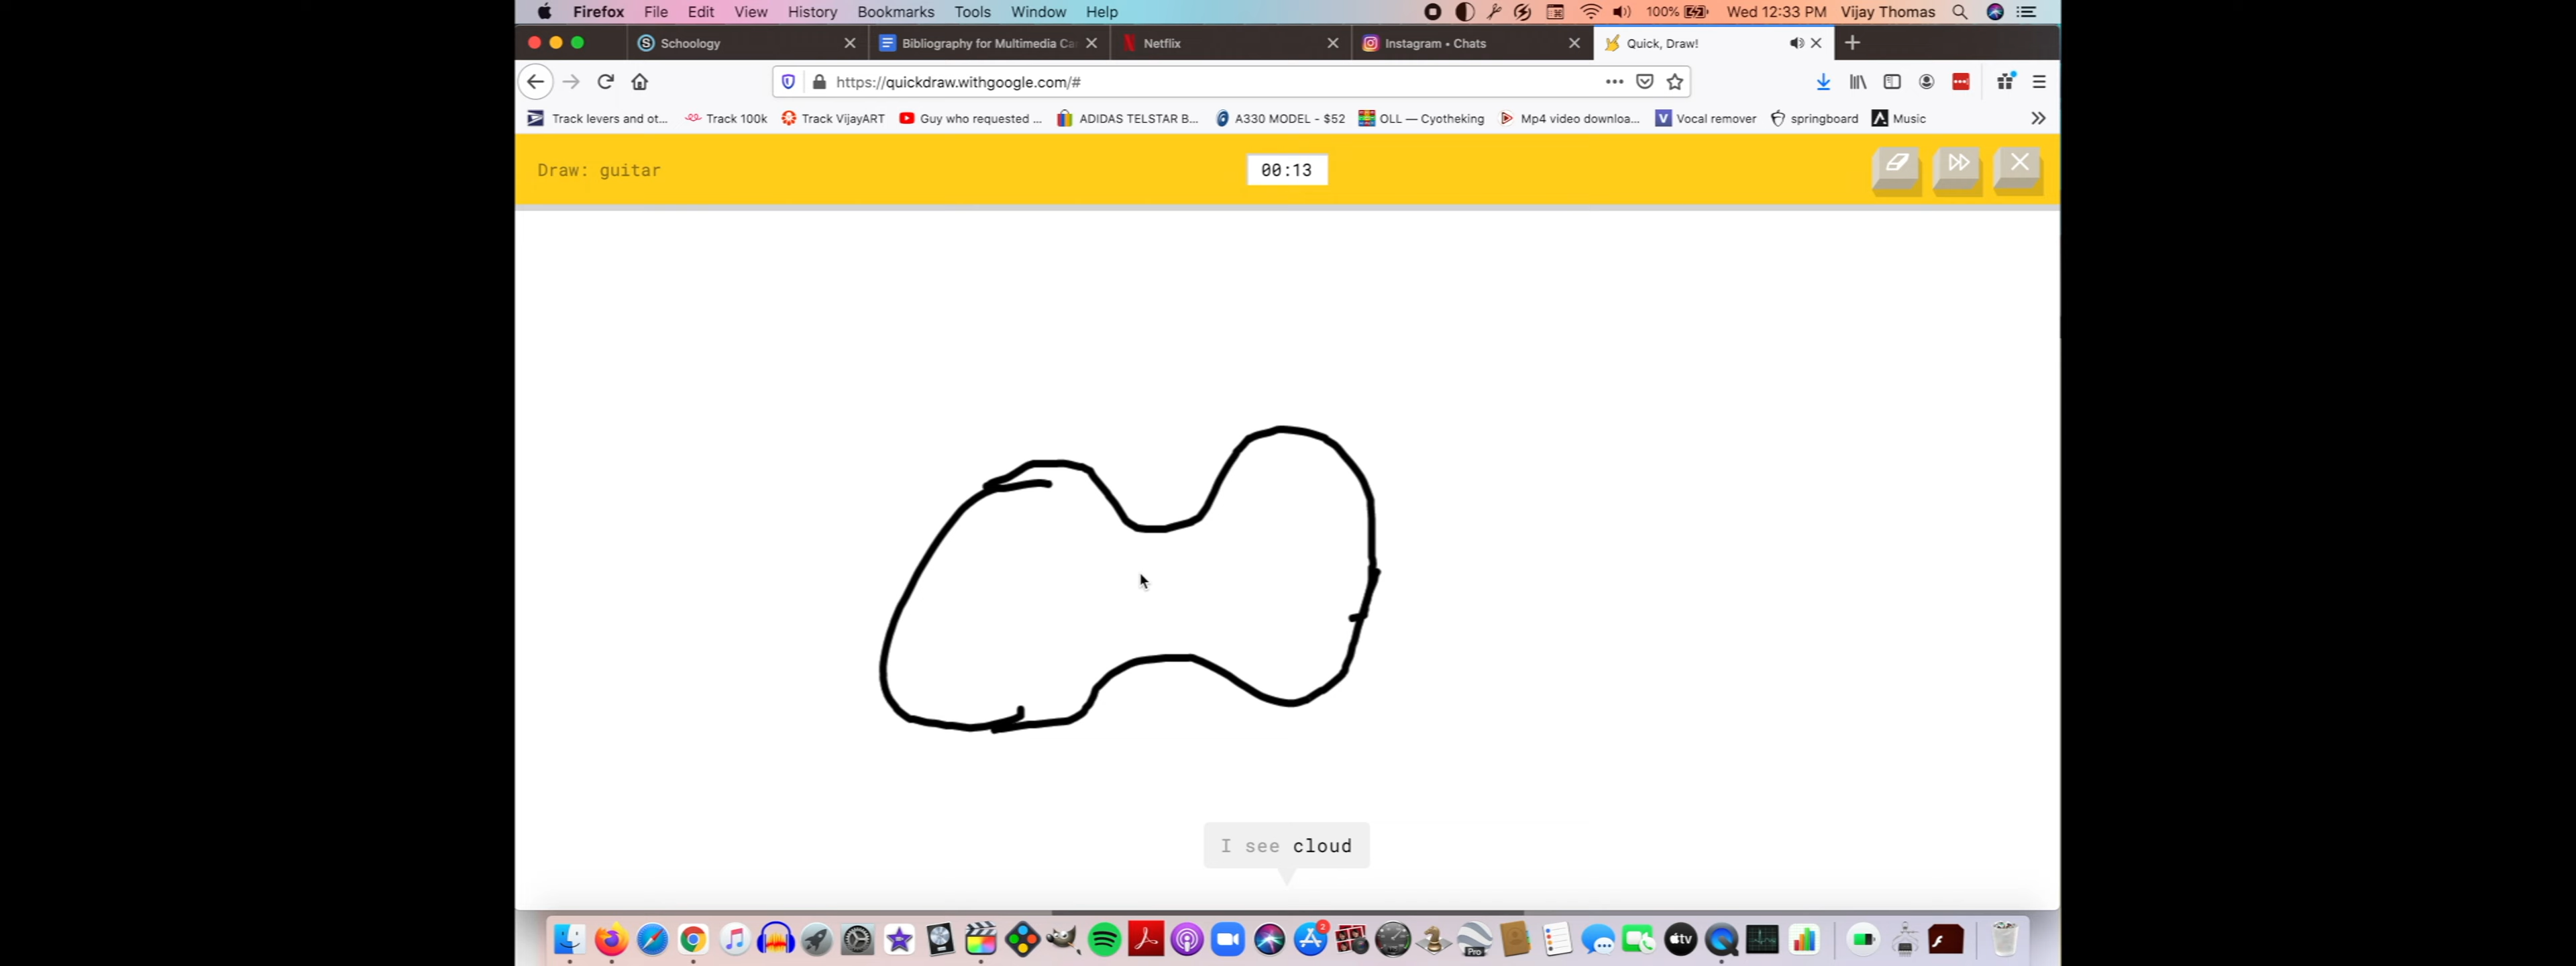 Firefox File Edit View History Bookmarks Tools Window Help 100% Wed 12:33 PM Vijay Thomas
Schoology Bibliography for Multimedia Ca Netflix Instagram • Chats Quick, Draw!
https://quickdraw.withgoogle.com/#
Track levers and ot... Track 100k Track VijayART Guy who requested ... ADIDAS TELSTAR B... A330 MODEL - $52 OLL — Cyotheking Mp4 video downloa... V Vocal remover springboard Music
Draw: guitar 00:13
I see cloud
2 Pro tv